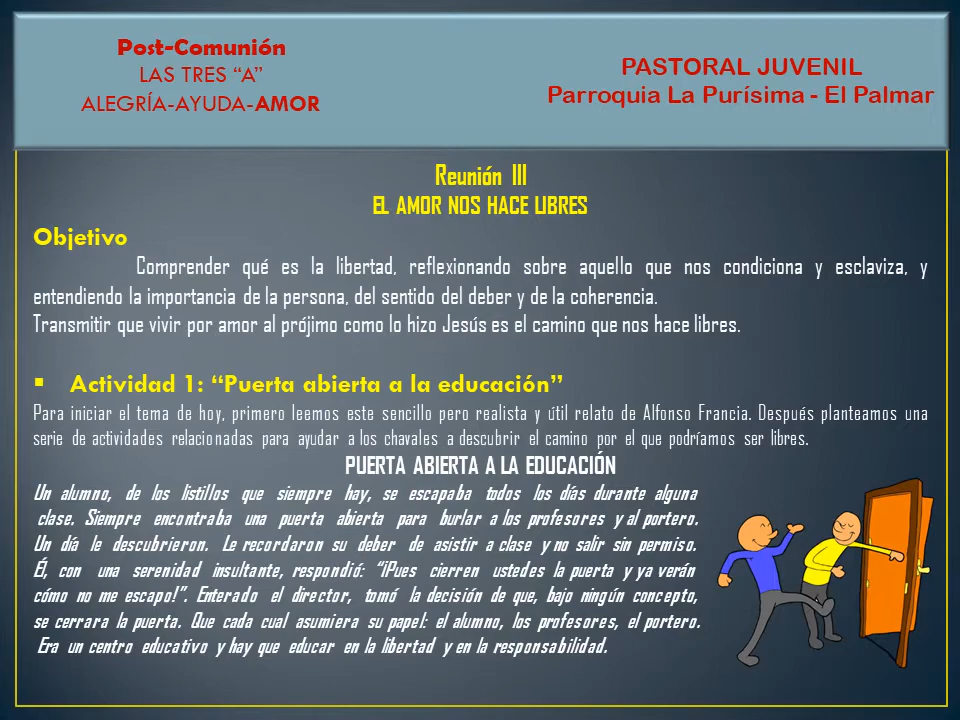 Post-Comunión
LAS TRES “A”
ALEGRÍA-AYUDA-AMOR
PASTORAL JUVENIL
Parroquia La Purísima - El Palmar
Reunión III
EL AMOR NOS HACE LIBRES
Objetivo
Comprender qué es la libertad, reflexionando sobre aquello que nos condiciona y esclaviza, y
entendiendo la importancia de la persona, del sentido del deber y de la coherencia.
Transmitir que vivir por amor al prójimo como lo hizo Jesús es el camino que nos hace libres.
▪ Actividad 1: “Puerta abierta a la educación”
Para iniciar el tema de hoy, primero leemos este sencillo pero realista y útil relato de Alfonso Francia. Después planteamos una
serie de actividades relacionadas para ayudar a los chavales a descubrir el camino por el que podríamos ser libres.
PUERTA ABIERTA A LA EDUCACIÓN
Un alumno, de los listillos que siempre hay, se escapaba todos los días durante alguna
clase. Siempre encontraba una puerta abierta para burlar a los profesores y al portero.
Un día le descubrieron. Le recordaron su deber de asistir a clase y no salir sin permiso.
Él, con una serenidad insultante, respondió: “¡Pues cierren ustedes la puerta y ya verán
cómo no me escapo!”. Enterado el director, tomó la decisión de que, bajo ningún concepto,
se cerrara la puerta. Que cada cual asumiera su papel: el alumno, los profesores, el portero.
Era un centro educativo y hay que educar en la libertad y en la responsabilidad.